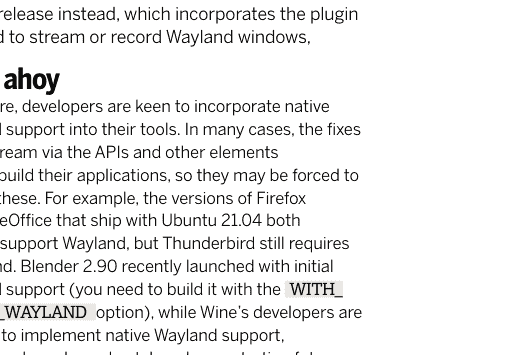 release instead, which incorporates the plugin
to stream or record Wayland windows,
ahoy
developers are keen to incorporate native
support into their tools. In many cases, the fixes
via the APIs and other elements
build their applications, so they may be forced to
these. For example, the versions of Firefox
that ship with Ubuntu 21.04 both
support Wayland, but Thunderbird still requires
Blender 2.90 recently launched with initial
support (you need to build it with the WITH_
_WAYLAND option), while Wine's developers are
to implement native Wayland support,